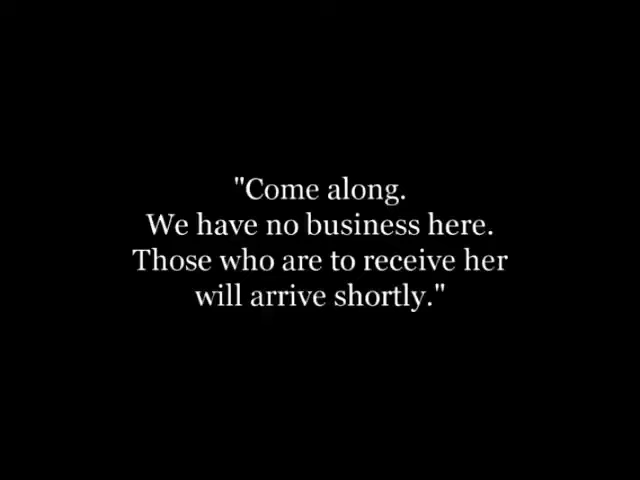 "Come along.
We have no business here.
Those who are to receive her
will arrive shortly."